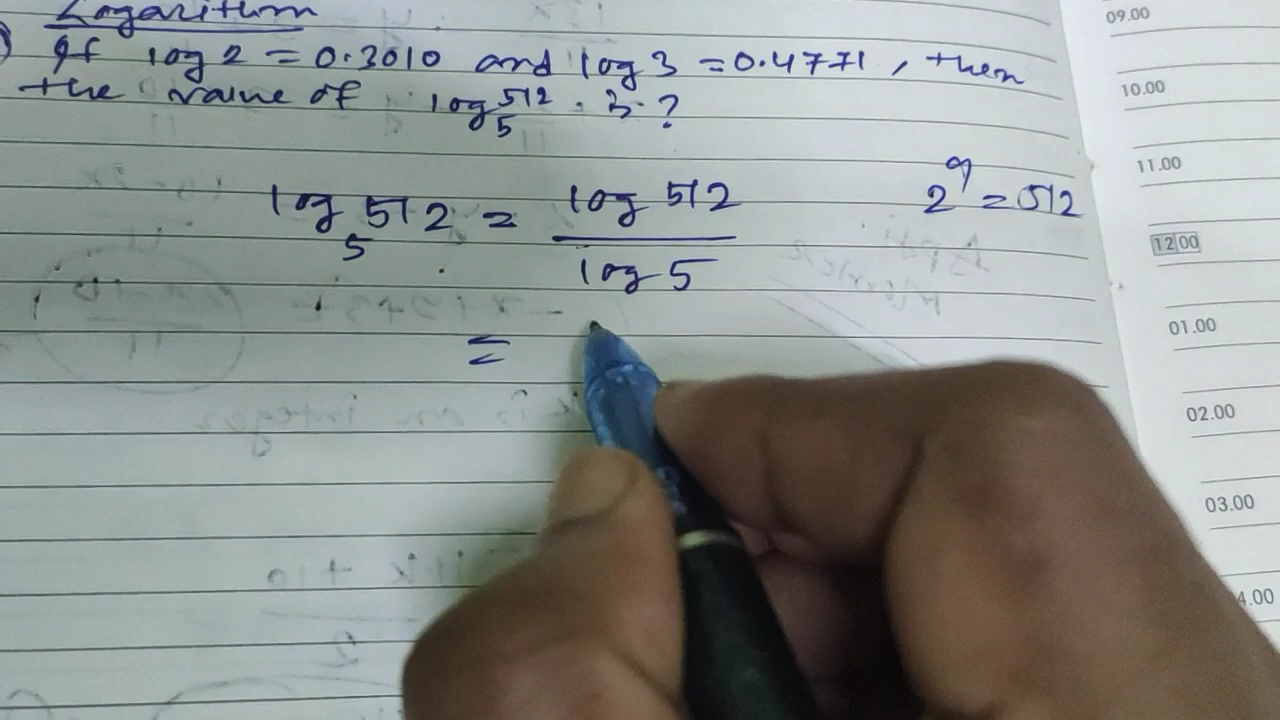 Logarithm
If log 2 = 0.3010 and log 3 = 0.4771, then
the value of log₅ 512 is ?
log₅ 512 = log 512 / log 5
2⁹ = 512
=
09.00
10.00
11.00
12 00
01.00
02.00
03.00
4.00